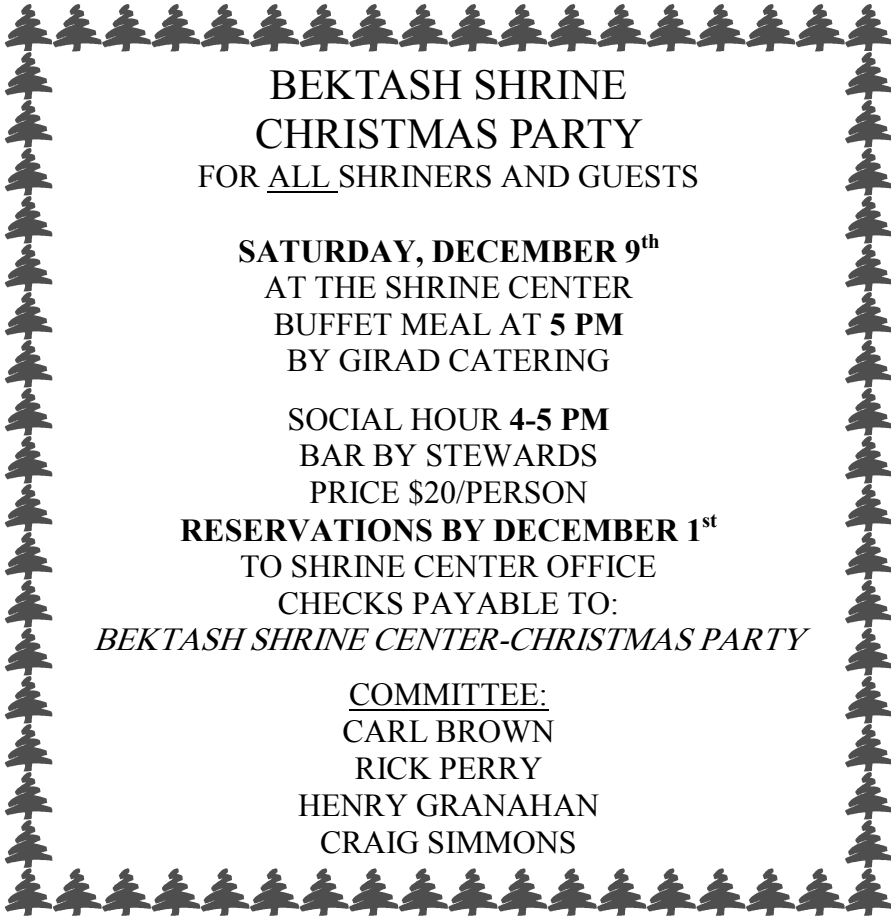 BEKTASH SHRINE
CHRISTMAS PARTY
FOR ALL SHRINERS AND GUESTS
SATURDAY, DECEMBER 9th
AT THE SHRINE CENTER
BUFFET MEAL AT 5 PM
BY GIRAD CATERING
SOCIAL HOUR 4-5 PM
BAR BY STEWARDS
PRICE $20/PERSON
RESERVATIONS BY DECEMBER 1st
TO SHRINE CENTER OFFICE
CHECKS PAYABLE TO:
BEKTASH SHRINE CENTER-CHRISTMAS PARTY
COMMITTEE:
CARL BROWN
RICK PERRY
HENRY GRANAHAN
CRAIG SIMMONS